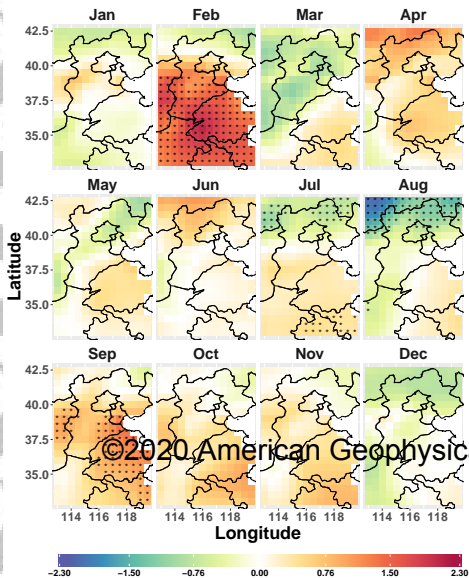 Jan Feb Mar Apr
42.5
40.0
37.5
35.0
May Jun Jul Aug
42.5
40.0
37.5
35.0
Latitude
Sep Oct Nov Dec
42.5
40.0
37.5
35.0
©2020 American Geophysic
114 116 118 114 116 118 114 116 118 114 116 118
Longitude
−2.30 −1.50 −0.76 0.00 0.76 1.50 2.30